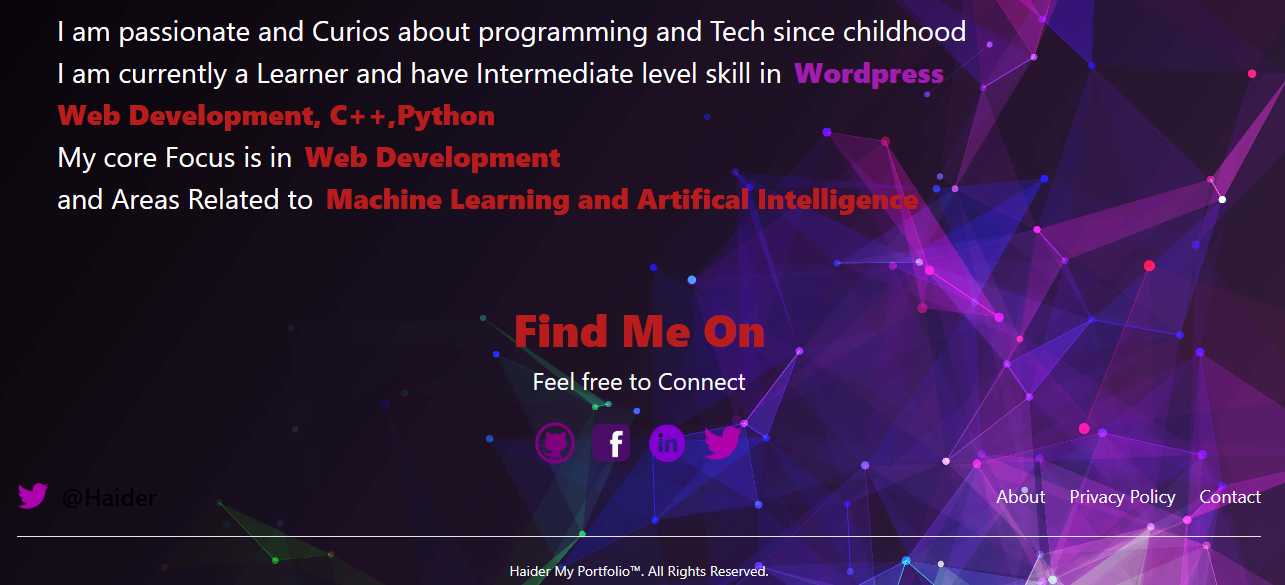 I am passionate and Curios about programming and Tech since childhood
I am currently a Learner and have Intermediate level skill in Wordpress
Web Development, C++,Python
My core Focus is in Web Development
and Areas Related to Machine Learning and Artifical Intelligence
Find Me On
Feel free to Connect
f in
@Haider About Privacy Policy Contact
Haider My Portfolio™. All Rights Reserved.